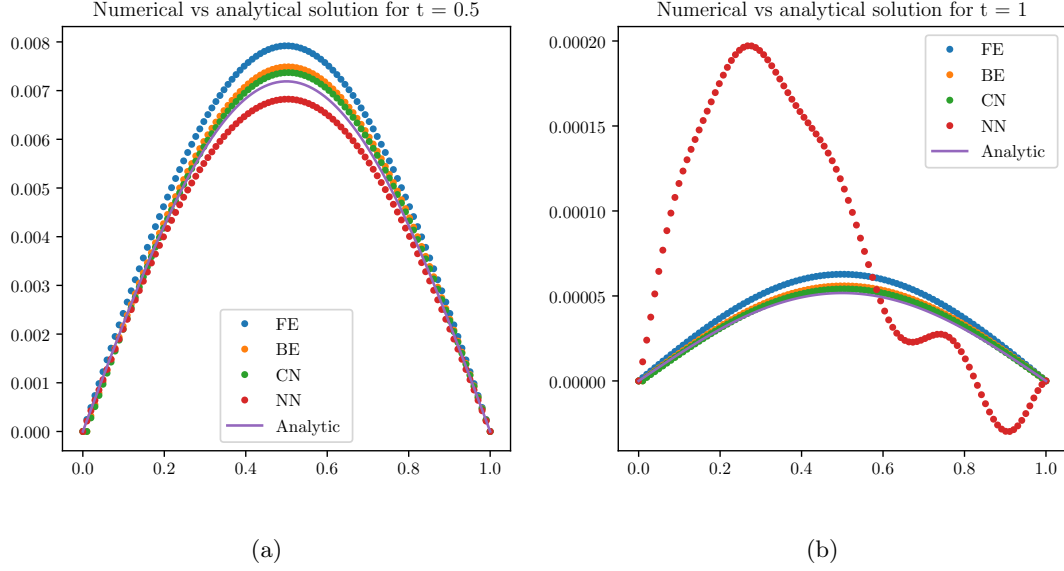 Numerical vs analytical solution for t = 0.5
0.008
0.007
0.006
0.005
0.004
0.003
0.002
0.001
0.000
FE
BE
CN
NN
Analytic
0.0 0.2 0.4 0.6 0.8 1.0
(a)
Numerical vs analytical solution for t = 1
0.00020
0.00015
0.00010
0.00005
0.00000
FE
BE
CN
NN
Analytic
0.0 0.2 0.4 0.6 0.8 1.0
(b)